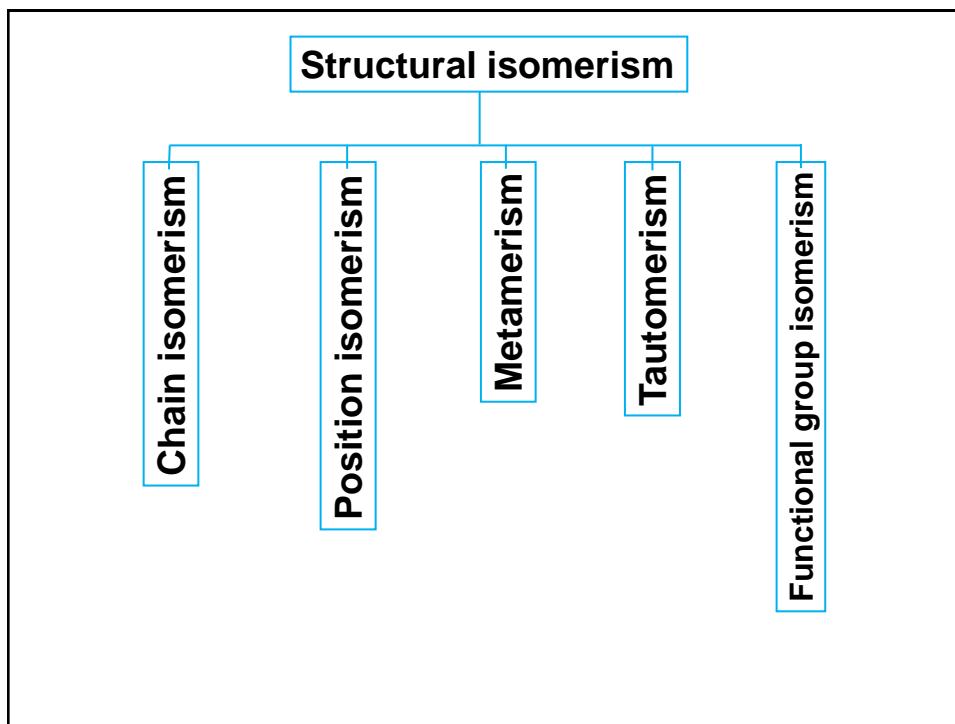 Structural isomerism
Chain isomerism
Position isomerism
Metamerism
Tautomerism
Functional group isomerism